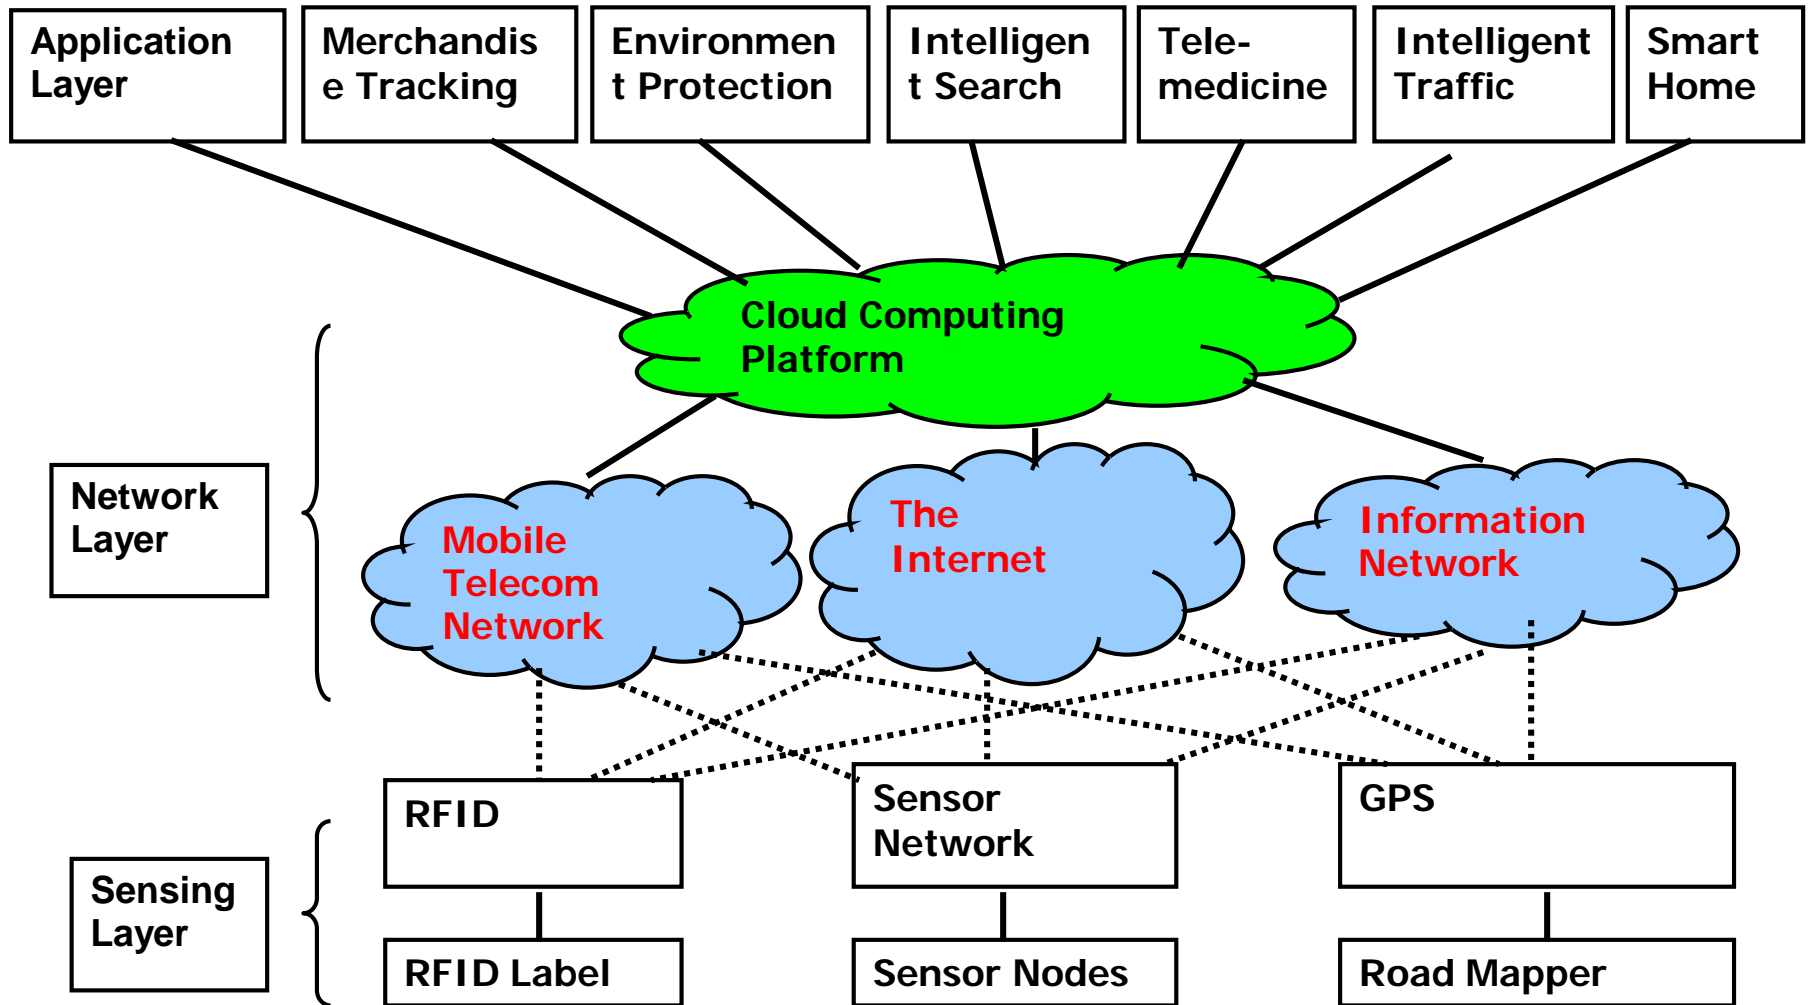 Application
Layer
Merchandis
e Tracking
Environmen
t Protection
Intelligen
t Search
Tele-
medicine
Intelligent
Traffic
Smart
Home
Cloud Computing
Platform
Network
Layer
Mobile
Telecom
Network
The
Internet
Information
Network
RFID
Sensor
Network
GPS
Sensing
Layer
RFID Label
Sensor Nodes
Road Mapper